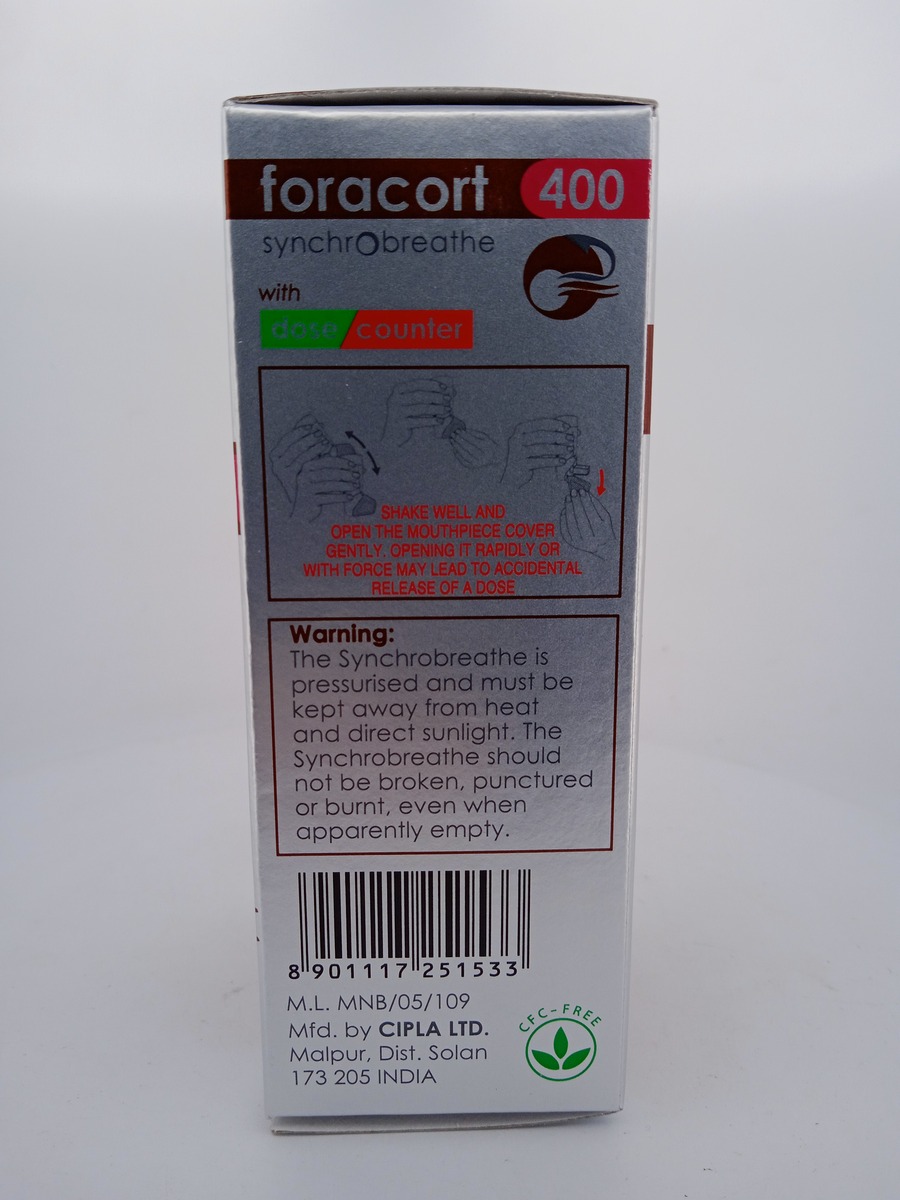 foracort 400
synchrobreathe
with
dose counter
SHAKE WELL AND
OPEN THE MOUTHPIECE COVER
GENTLY. OPENING IT RAPIDLY OR
WITH FORCE MAY LEAD TO ACCIDENTAL
RELEASE OF A DOSE
Warning:
The Synchrobreathe is
pressurised and must be
kept away from heat
and direct sunlight. The
Synchrobreathe should
not be broken, punctured
or burnt, even when
apparently empty.
8 901117 251533
M.L. MNB/05/109
Mfd. by CIPLA LTD.
Malpur, Dist. Solan
173 205 INDIA
CFC-FREE